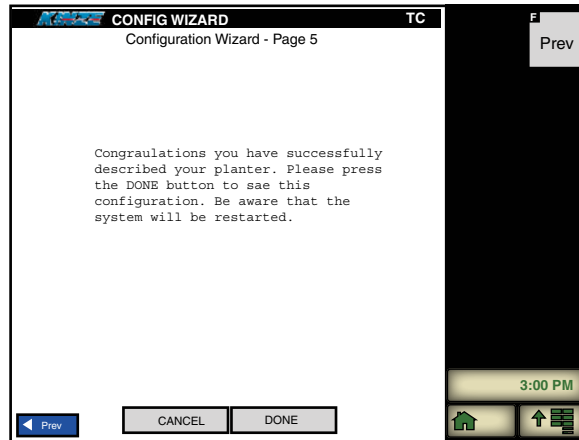 KINZE CONFIG WIZARD TC
Configuration Wizard - Page 5
F
Prev
Congraulations you have successfully
described your planter. Please press
the DONE button to sae this
configuration. Be aware that the
system will be restarted.
3:00 PM
Prev
CANCEL
DONE